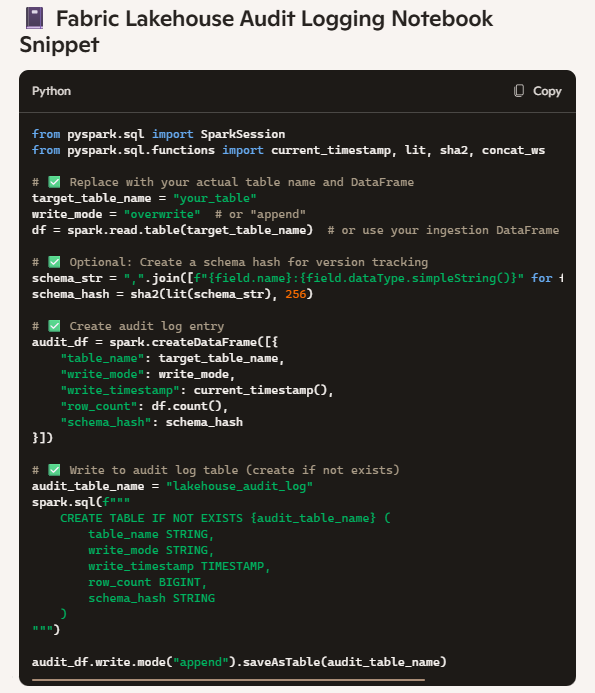 📓 Fabric Lakehouse Audit Logging Notebook
Snippet
Python
Copy
from pyspark.sql import SparkSession
from pyspark.sql.functions import current_timestamp, lit, sha2, concat_ws
# ✅ Replace with your actual table name and DataFrame
target_table_name = "your_table"
write_mode = "overwrite"  # or "append"
df = spark.read.table(target_table_name)  # or use your ingestion DataFrame
# ✅ Optional: Create a schema hash for version tracking
schema_str = ",".join([f"{field.name}:{field.dataType.simpleString()}" for
schema_hash = sha2(lit(schema_str), 256)
# ✅ Create audit log entry
audit_df = spark.createDataFrame([{
    "table_name": target_table_name,
    "write_mode": write_mode,
    "write_timestamp": current_timestamp(),
    "row_count": df.count(),
    "schema_hash": schema_hash
}])
# ✅ Write to audit log table (create if not exists)
audit_table_name = "lakehouse_audit_log"
spark.sql(f"""
    CREATE TABLE IF NOT EXISTS {audit_table_name} (
        table_name STRING,
        write_mode STRING,
        write_timestamp TIMESTAMP,
        row_count BIGINT,
        schema_hash STRING
    )
""")
audit_df.write.mode("append").saveAsTable(audit_table_name)